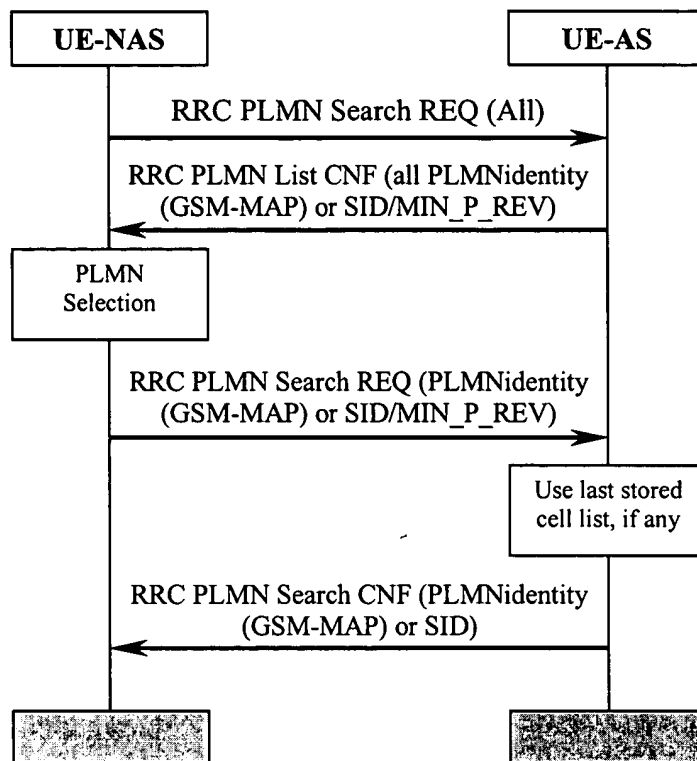 UE-NAS
UE-AS
RRC PLMN Search REQ (All)
RRC PLMN List CNF (all PLMNidentity
(GSM-MAP) or SID/MIN_P_REV)
PLMN
Selection
RRC PLMN Search REQ (PLMNidentity
(GSM-MAP) or SID/MIN_P_REV)
Use last stored
cell list, if any
RRC PLMN Search CNF (PLMNidentity
(GSM-MAP) or SID)